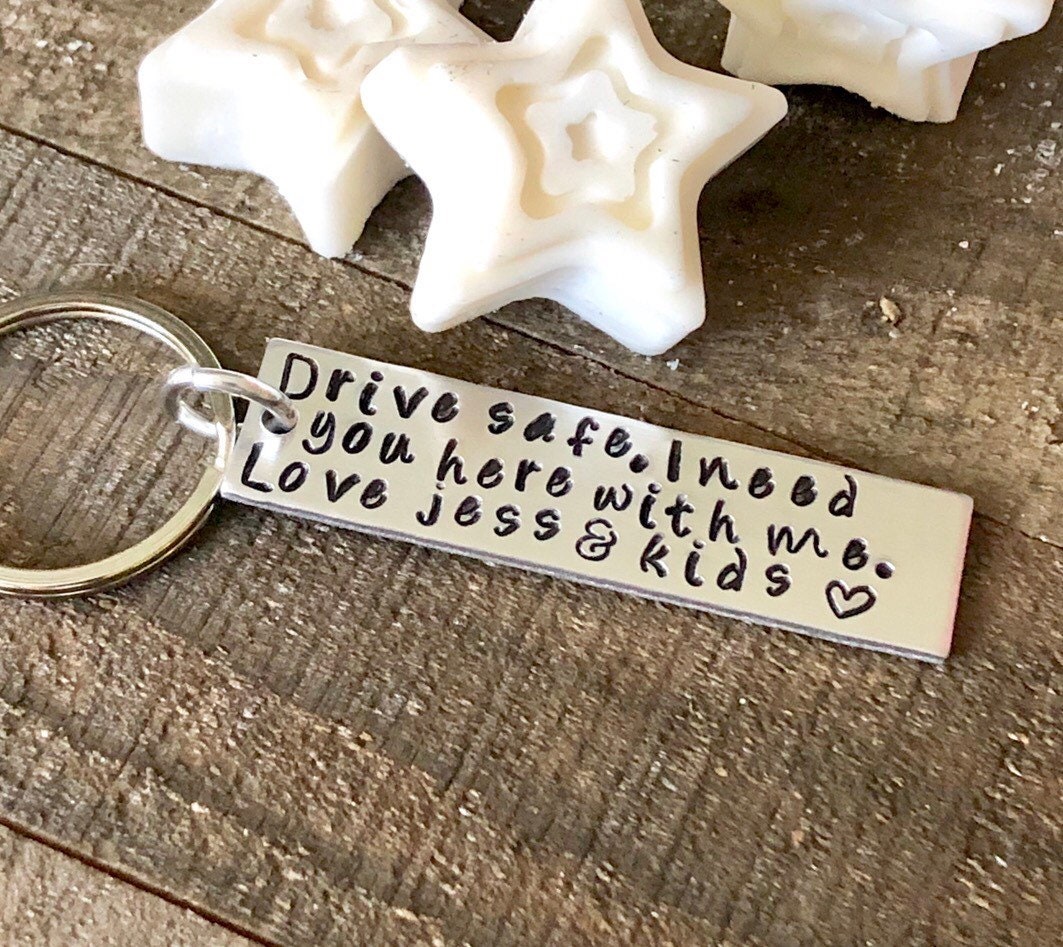 Drive safe. I need
you here with me.
Love jess & kids ♡